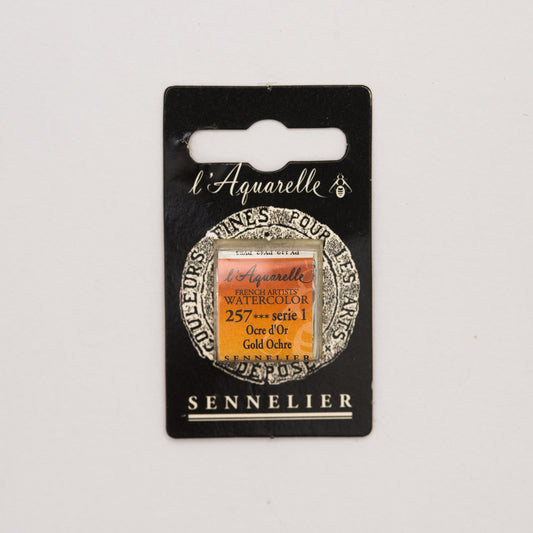 l'Aquarelle
COULEURS FINES POUR LES ARTS
DEPOSE
l'Aquarelle
FRENCH ARTISTS'
WATERCOLOR
257*** serie 1
Ocre d'Or
Gold Ochre
SENNELIER
SENNELIER